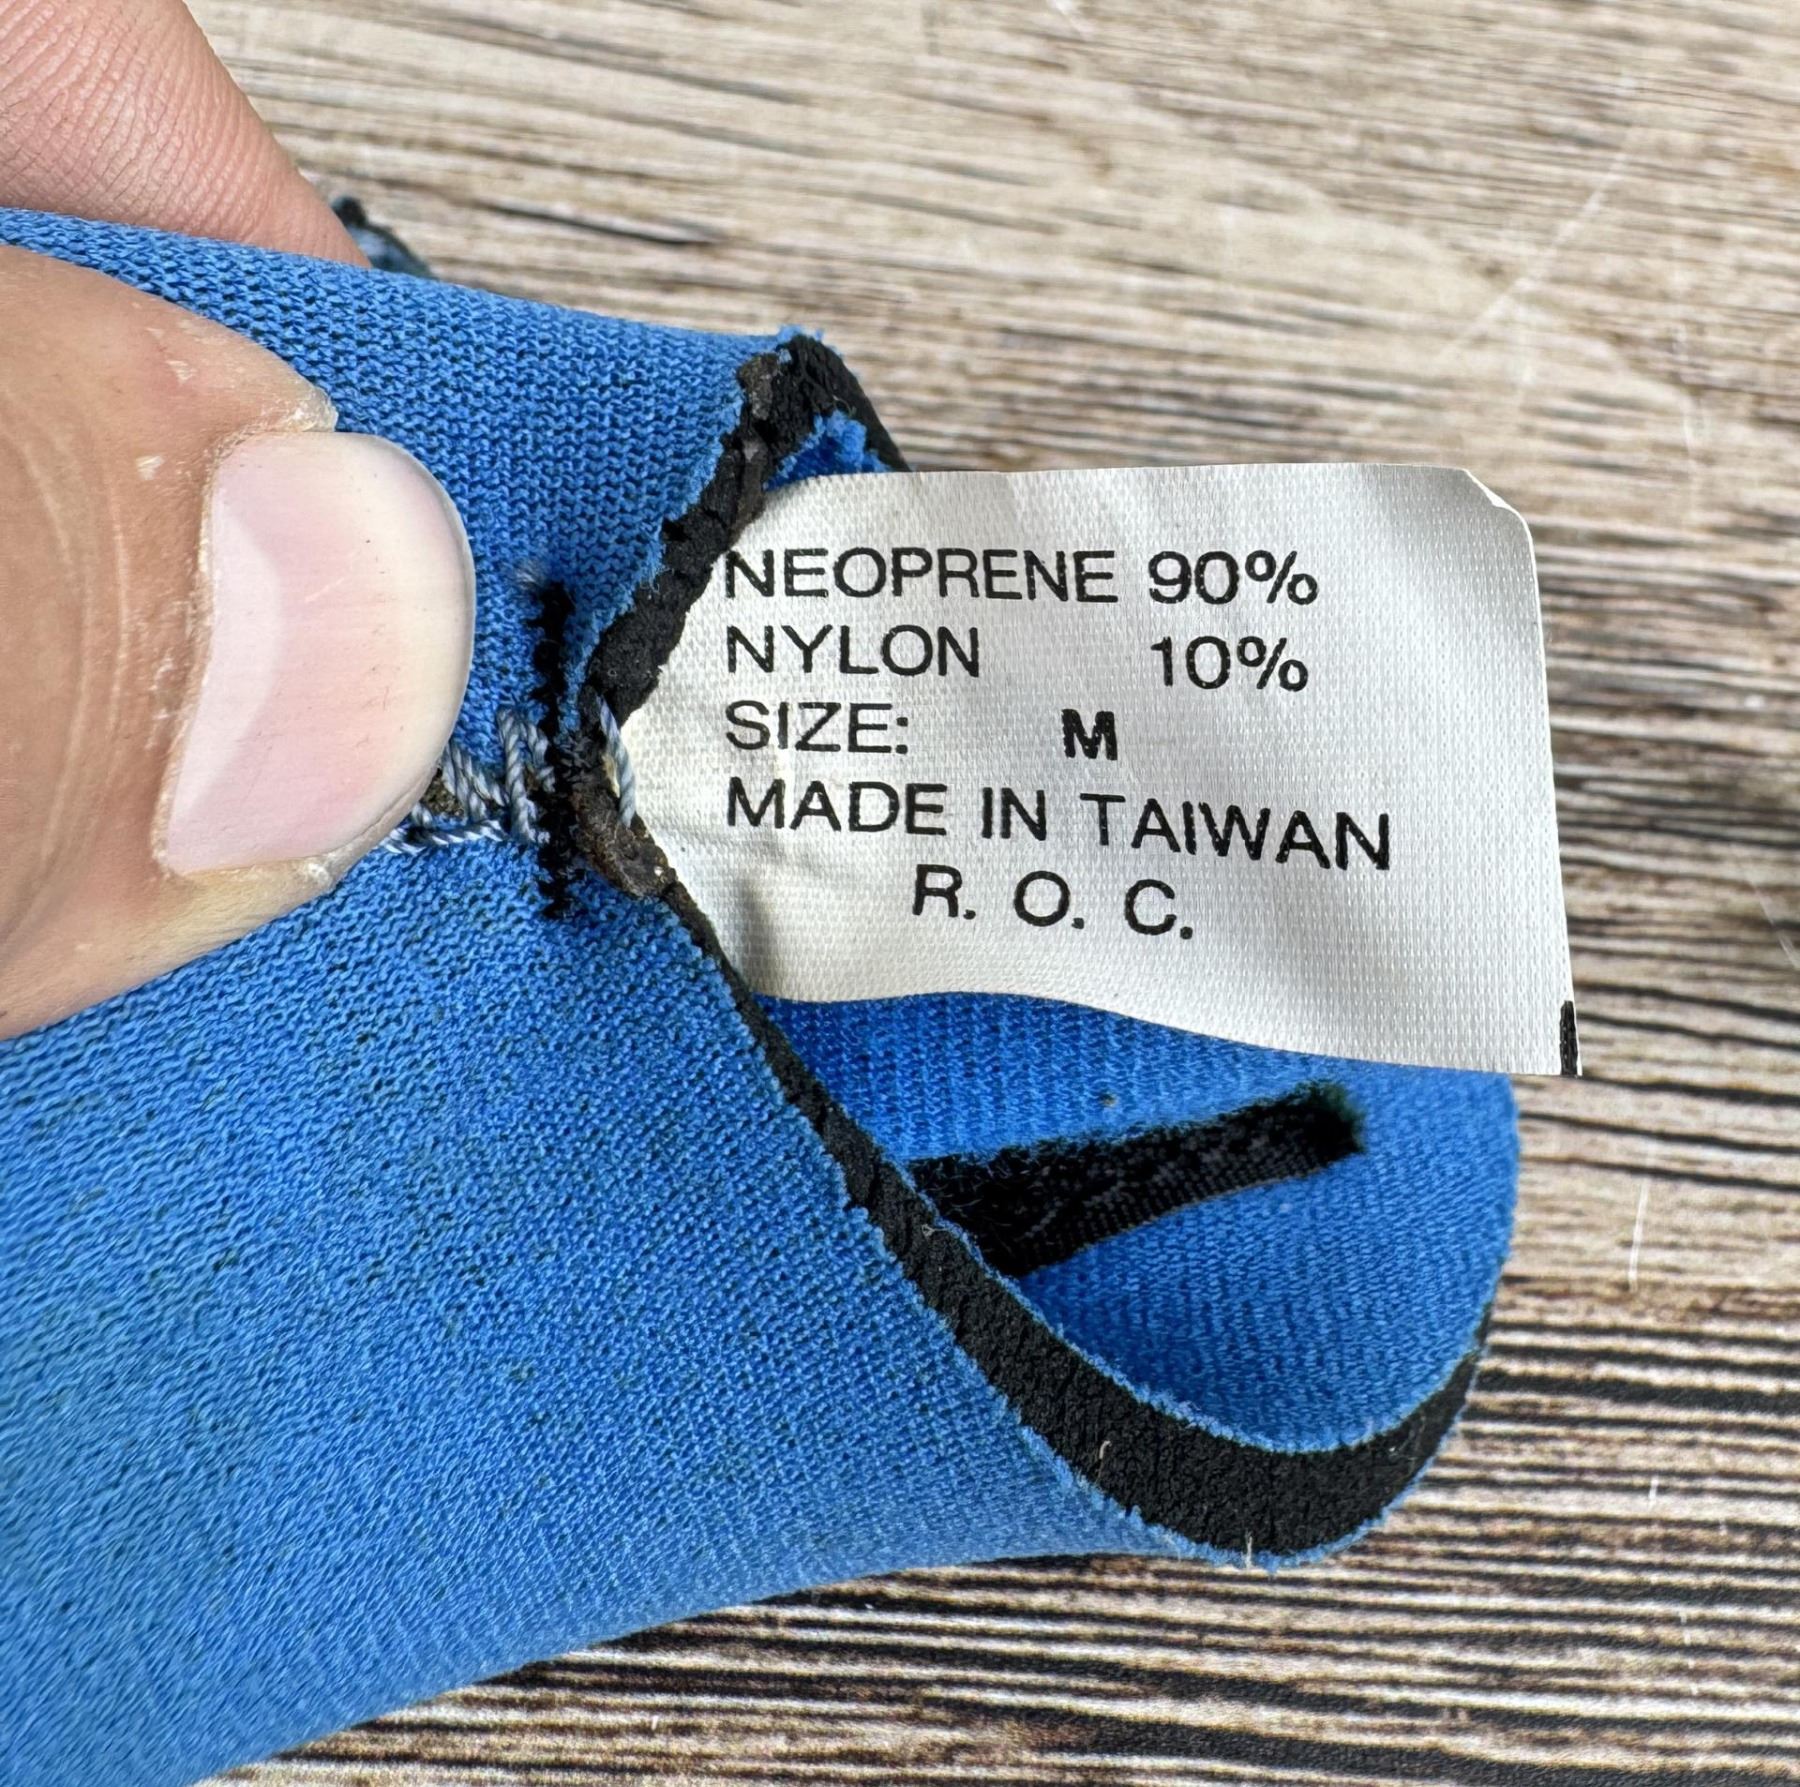 NEOPRENE 90%
NYLON 10%
SIZE: M
MADE IN TAIWAN
R. O. C.